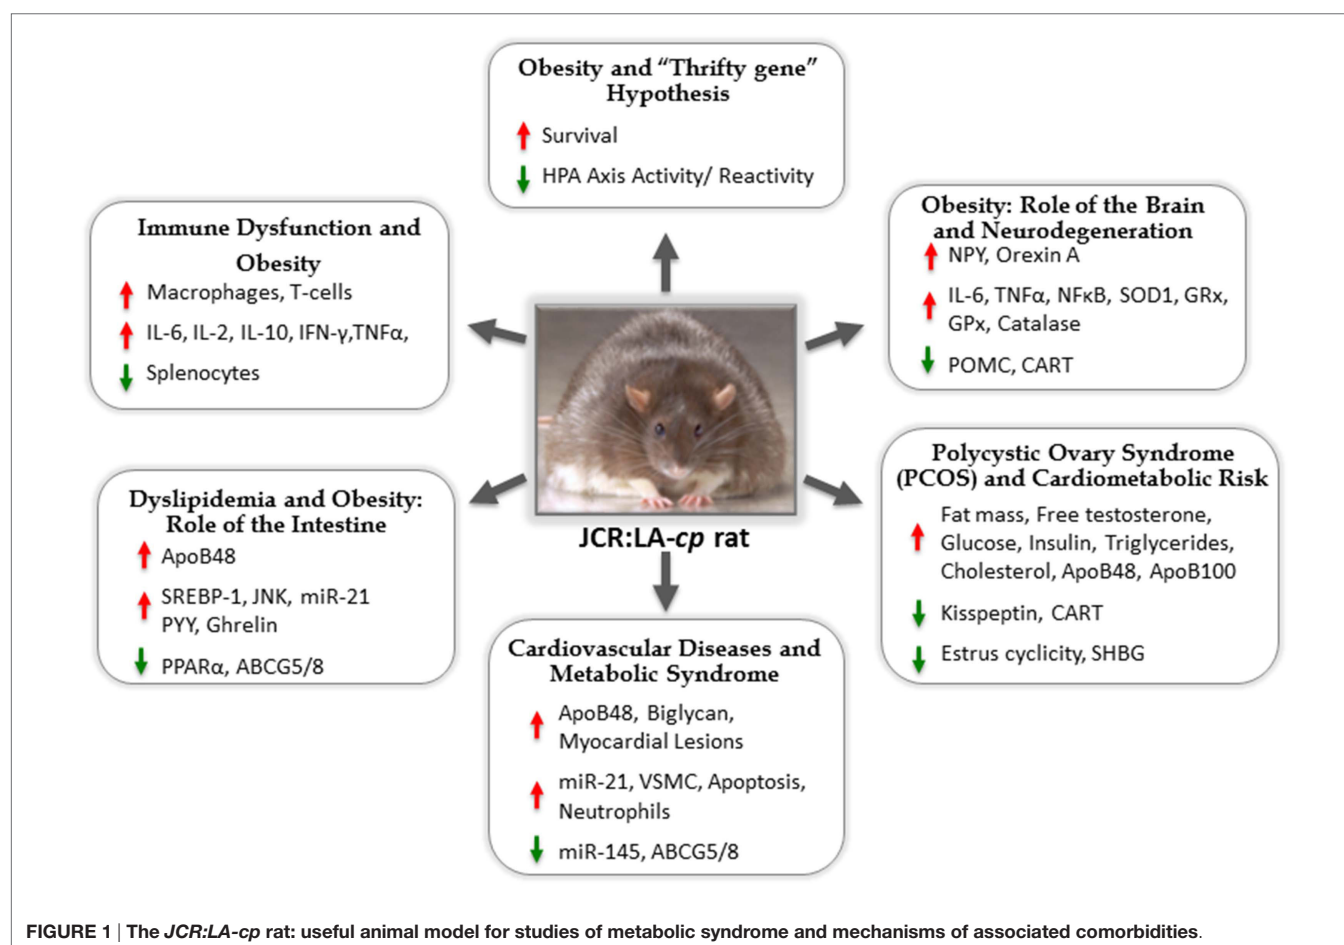 Obesity and “Thrifty gene”
Hypothesis
Survival
HPA Axis Activity/ Reactivity
Immune Dysfunction and
Obesity
Macrophages, T-cells
IL-6, IL-2, IL-10, IFN-γ,TNFα,
Splenocytes
Obesity: Role of the Brain
and Neurodegeneration
NPY, Orexin A
IL-6, TNFα, NFκB, SOD1, GRx,
GPx, Catalase
POMC, CART
Dyslipidemia and Obesity:
Role of the Intestine
ApoB48
SREBP-1, JNK, miR-21
PYY, Ghrelin
PPARα, ABCG5/8
JCR:LA-cp rat
Polycystic Ovary Syndrome
(PCOS) and Cardiometabolic Risk
Fat mass, Free testosterone,
Glucose, Insulin, Triglycerides,
Cholesterol, ApoB48, ApoB100
Kisspeptin, CART
Estrus cyclicity, SHBG
Cardiovascular Diseases and
Metabolic Syndrome
ApoB48, Biglycan,
Myocardial Lesions
miR-21, VSMC, Apoptosis,
Neutrophils
miR-145, ABCG5/8
FIGURE 1 | The JCR:LA-cp rat: useful animal model for studies of metabolic syndrome and mechanisms of associated comorbidities.